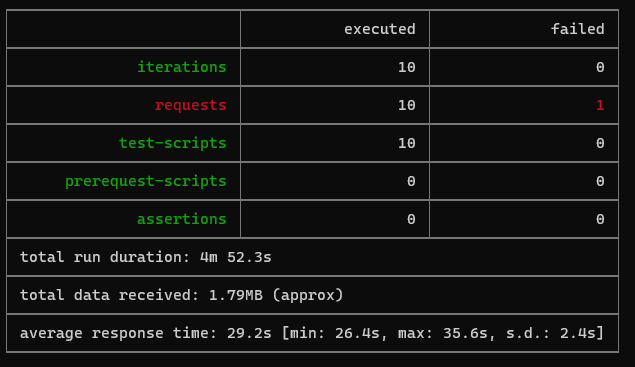 executed failed
iterations 10 0
requests 10 1
test-scripts 10 0
prerequest-scripts 0 0
assertions 0 0
total run duration: 4m 52.3s
total data received: 1.79MB (approx)
average response time: 29.2s [min: 26.4s, max: 35.6s, s.d.: 2.4s]